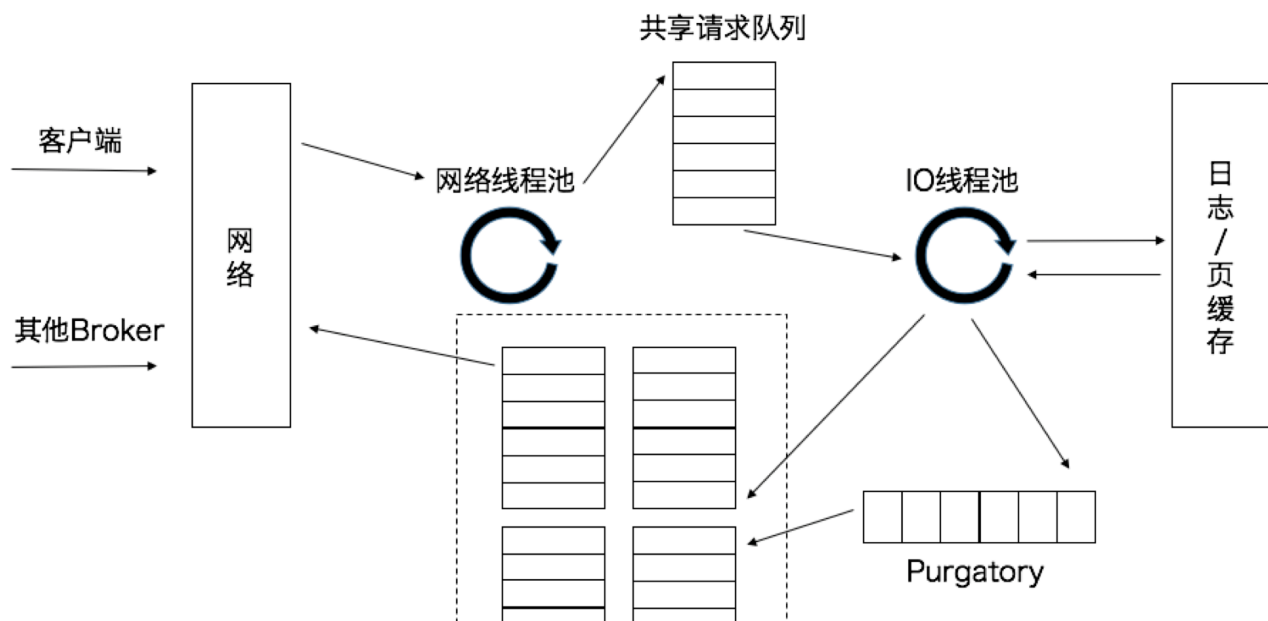 共享请求队列
客户端
网络线程池
IO线程池
网络
日志/页缓存
其他Broker
Purgatory